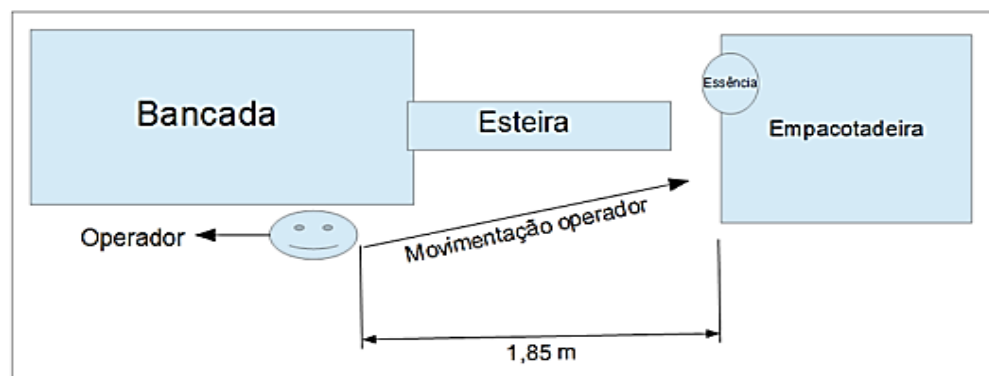 Bancada
Esteira
Essência
Empacotadeira
Operador
Movimentação operador
1,85 m